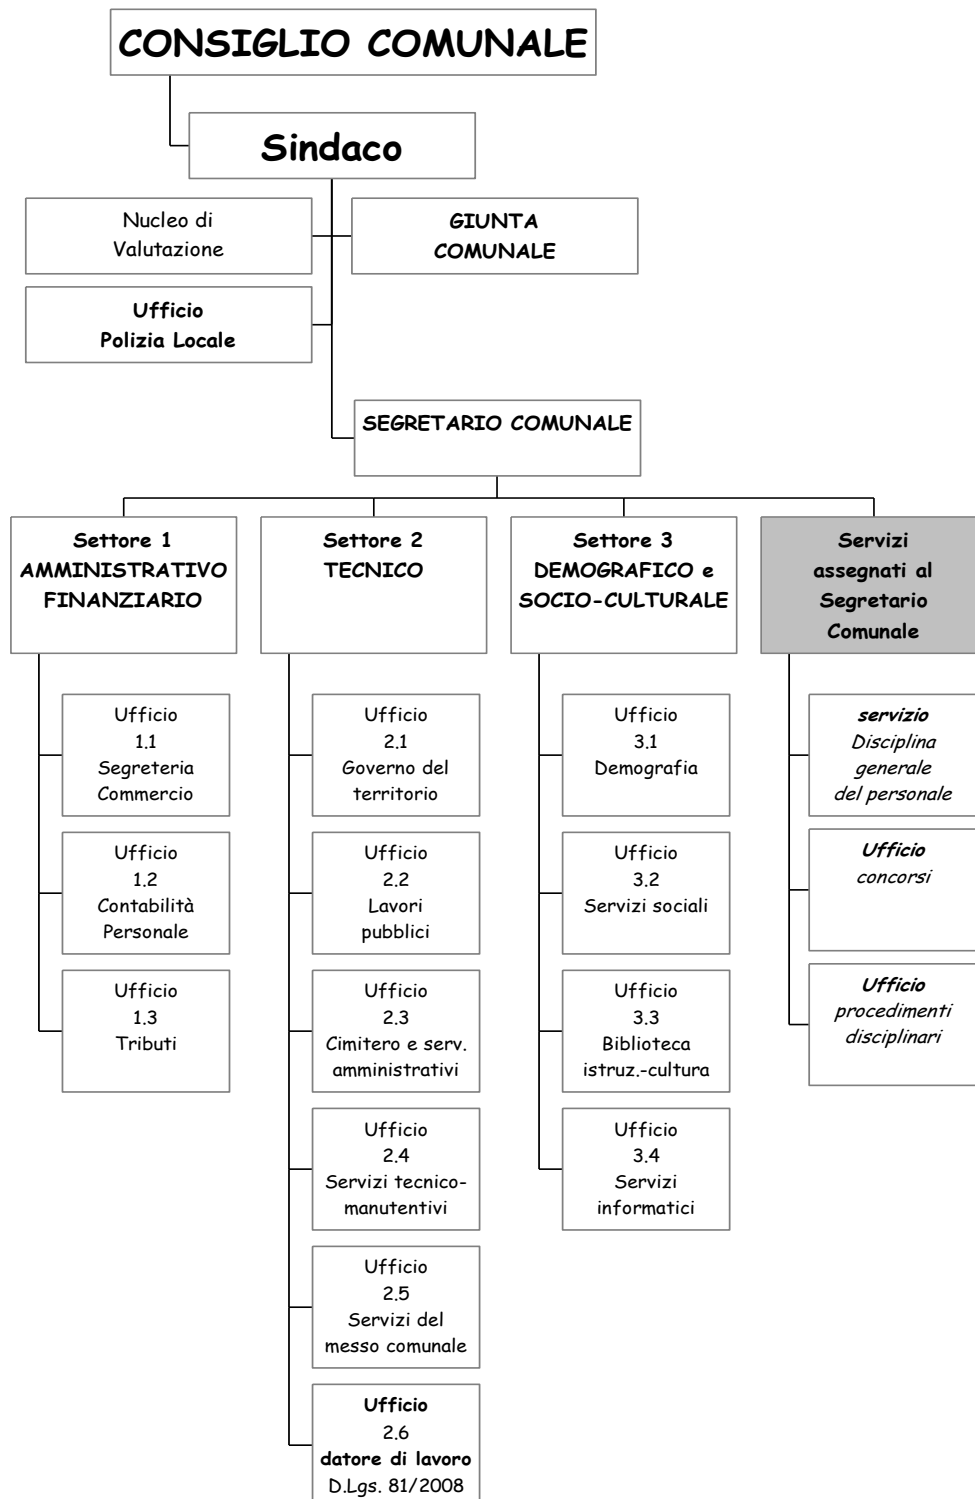 CONSIGLIO COMUNALE
Sindaco
Nucleo di
Valutazione
GIUNTA
COMUNALE
Ufficio
Polizia Locale
SEGRETARIO COMUNALE
Settore 1
AMMINISTRATIVO
FINANZIARIO
Settore 2
TECNICO
Settore 3
DEMOGRAFICO e
SOCIO-CULTURALE
Servizi
assegnati al
Segretario
Comunale
Ufficio
1.1
Segreteria
Commercio
Ufficio
1.2
Contabilità
Personale
Ufficio
1.3
Tributi
Ufficio
2.1
Governo del
territorio
Ufficio
2.2
Lavori
pubblici
Ufficio
2.3
Cimitero e serv.
amministrativi
Ufficio
2.4
Servizi tecnico-
manutentivi
Ufficio
2.5
Servizi del
messo comunale
Ufficio
2.6
datore di lavoro
D.Lgs. 81/2008
Ufficio
3.1
Demografia
Ufficio
3.2
Servizi sociali
Ufficio
3.3
Biblioteca
istruz.-cultura
Ufficio
3.4
Servizi
informatici
servizio
Disciplina
generale
del personale
Ufficio
concorsi
Ufficio
procedimenti
disciplinari